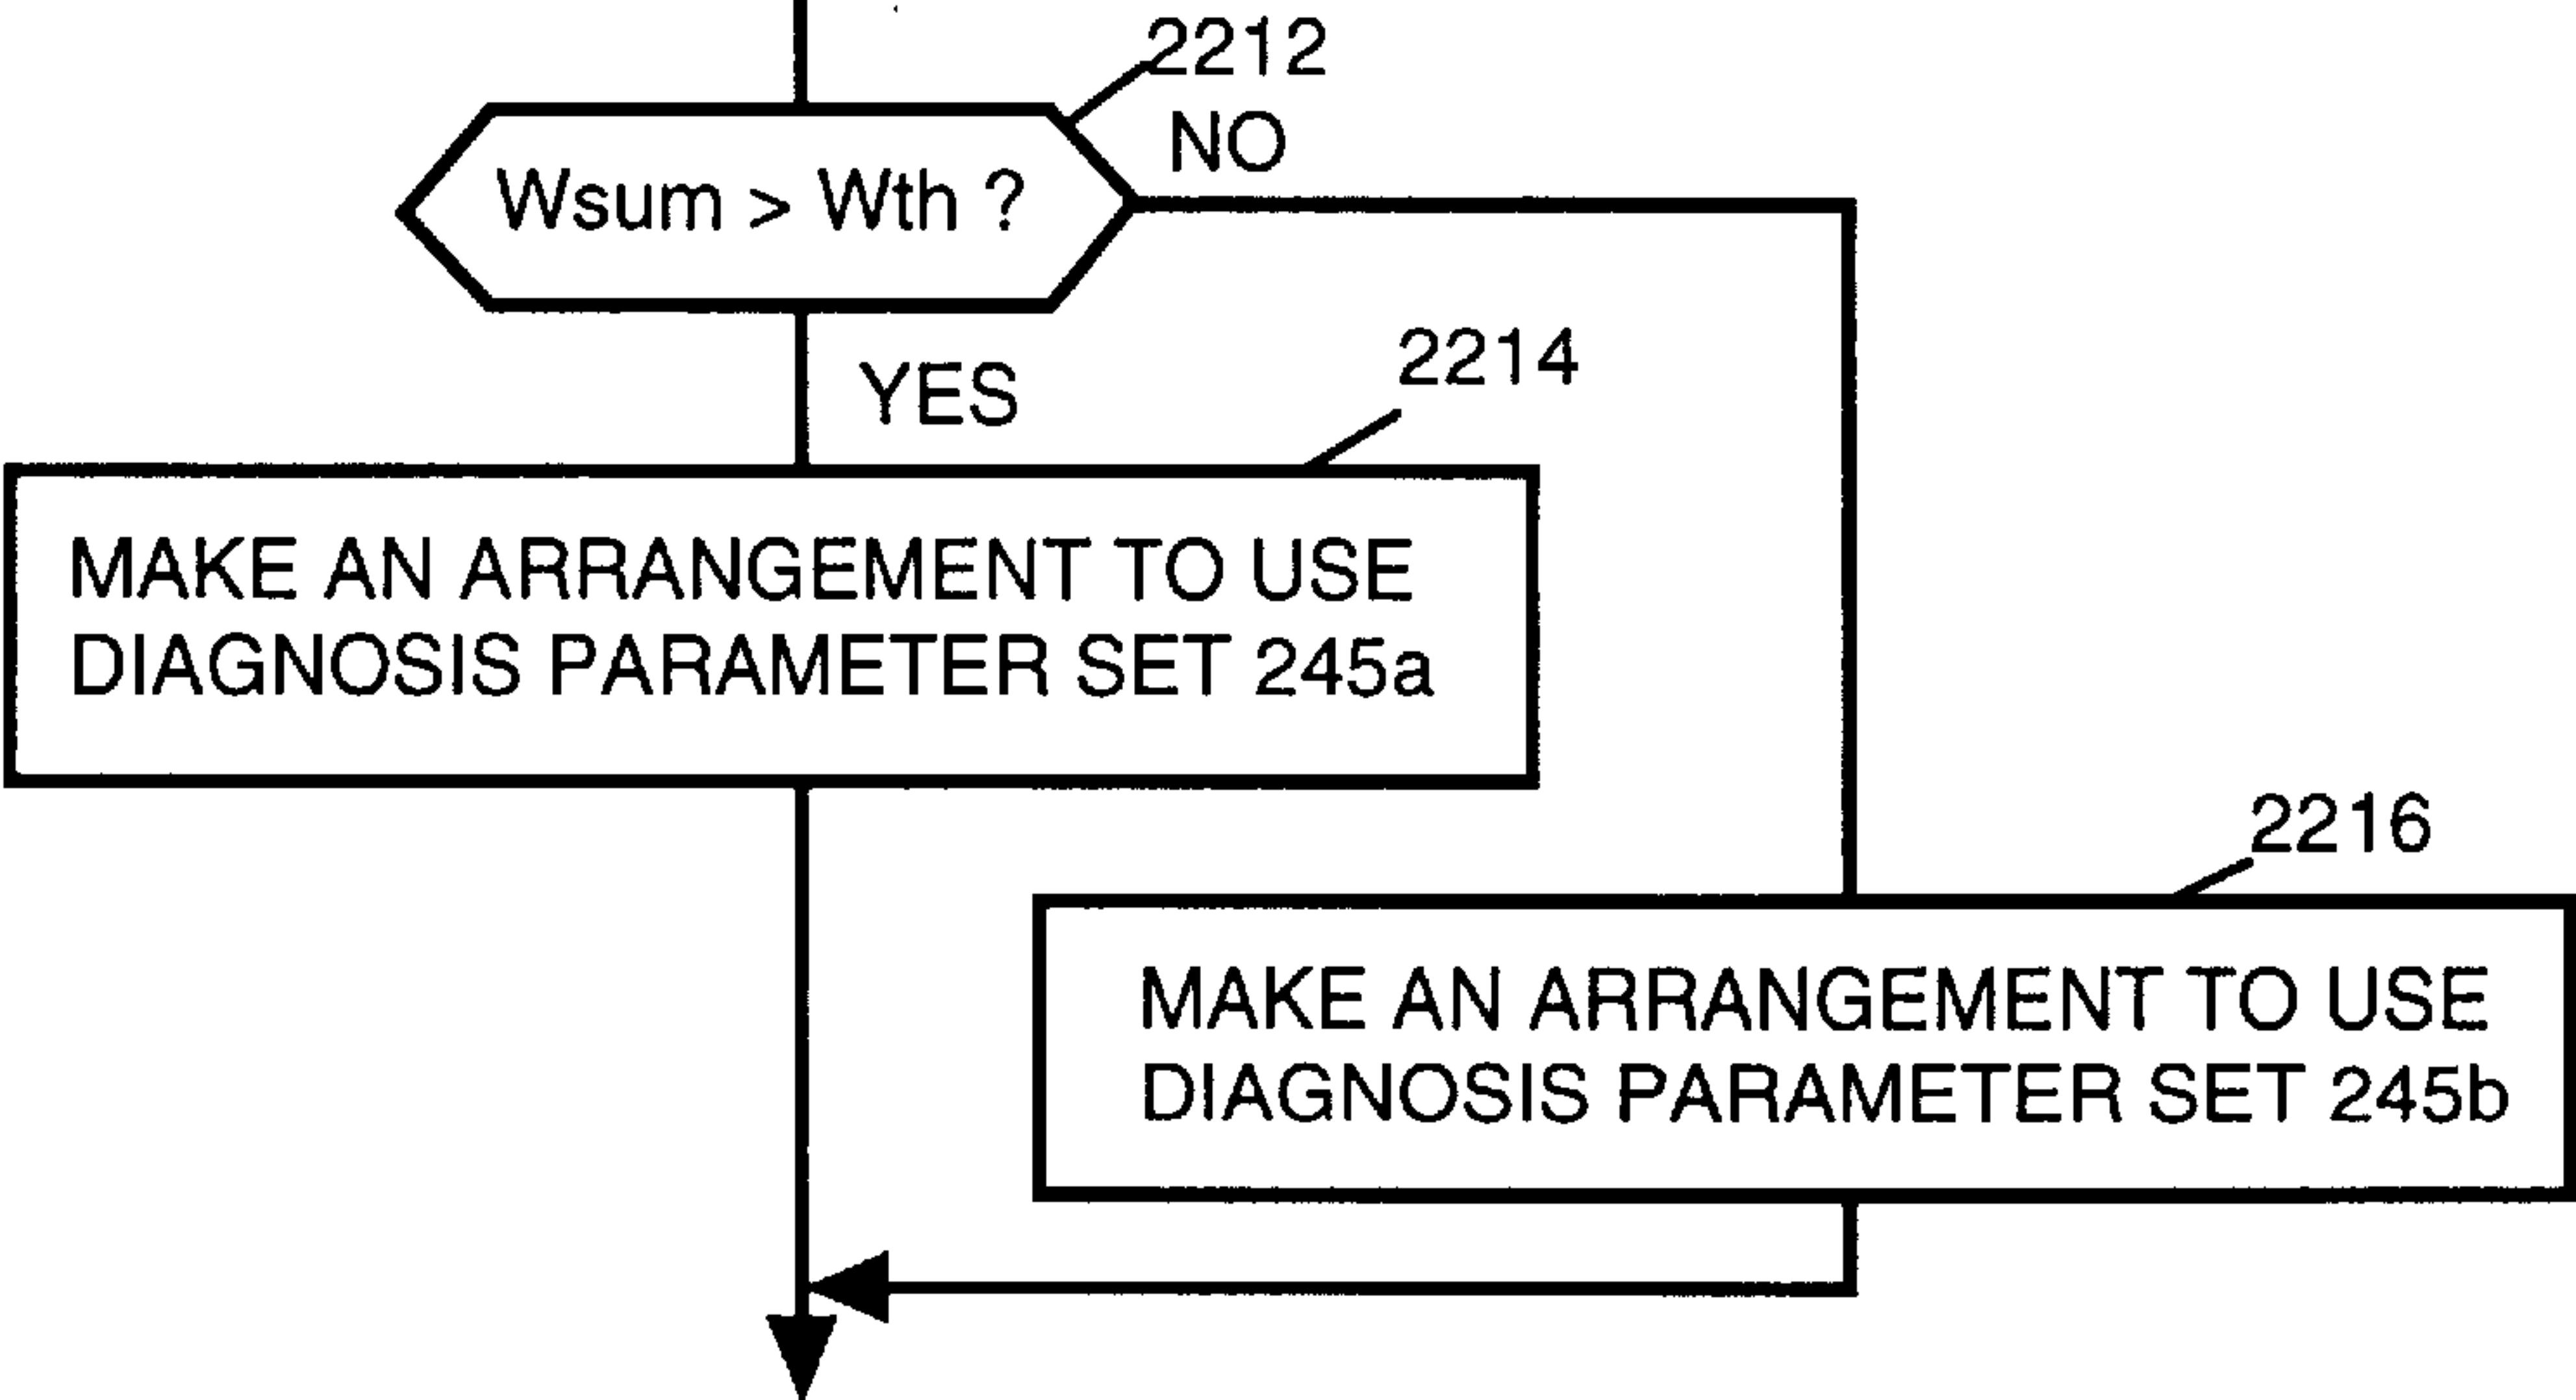 2212
NO
Wsum > Wth ?
YES
2214
MAKE AN ARRANGEMENT TO USE
DIAGNOSIS PARAMETER SET 245a
2216
MAKE AN ARRANGEMENT TO USE
DIAGNOSIS PARAMETER SET 245b